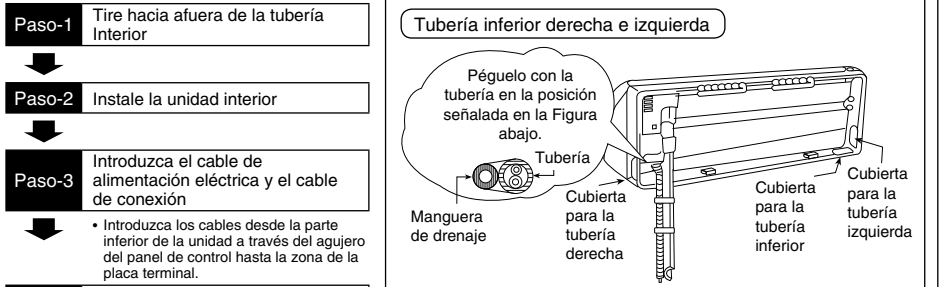 Paso-1
Tire hacia afuera de la tubería
Interior
Paso-2
Instale la unidad interior
Paso-3
Introduzca el cable de
alimentación eléctrica y el cable
de conexión
• Introduzca los cables desde la parte
inferior de la unidad a través del agujero
del panel de control hasta la zona de la
placa terminal.
Tubería inferior derecha e izquierda
Péguelo con la
tubería en la posición
señalada en la Figura
abajo.
Tubería
Manguera
de drenaje
Cubierta
para la
tubería
derecha
Cubierta
para la
tubería
inferior
Cubierta
para la
tubería
izquierda